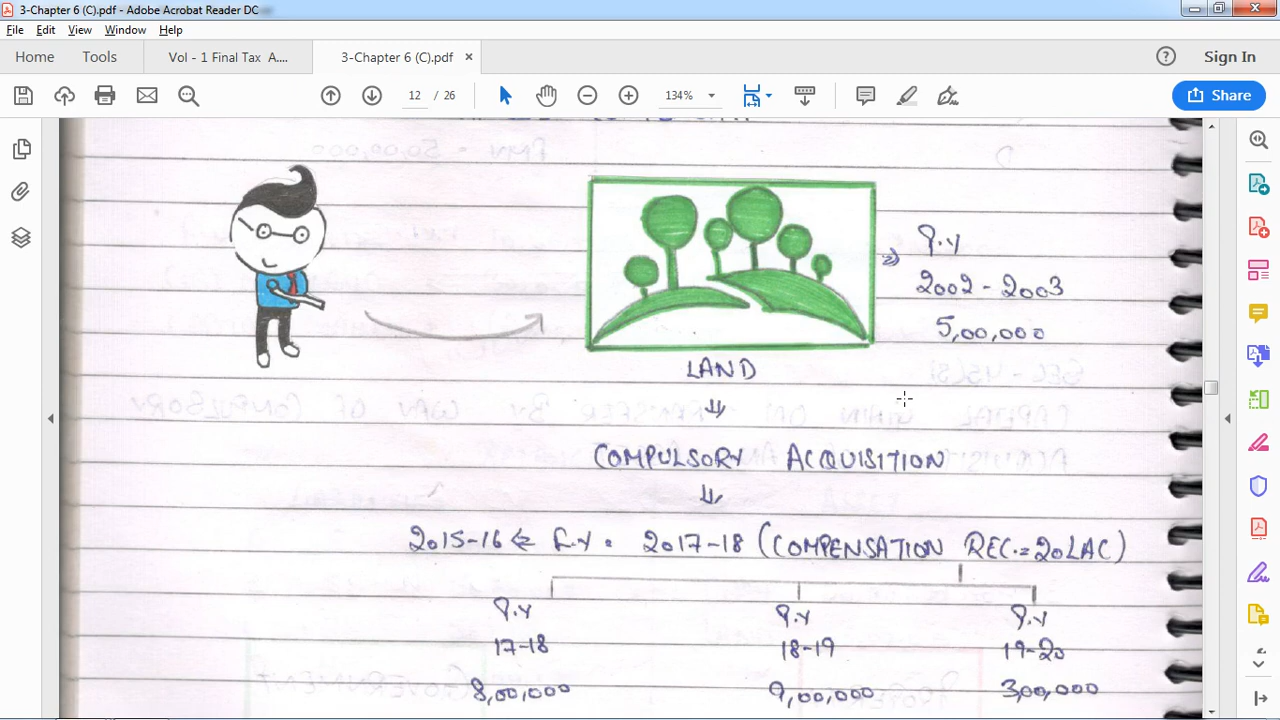 3-Chapter 6 (C).pdf - Adobe Acrobat Reader DC
File Edit View Window Help
Home Tools Vol - 1 Final Tax A.... 3-Chapter 6 (C).pdf × Sign In
12 / 26 134% Share
P.Y
2002 - 2003
5,00,000
LAND
COMPULSORY ACQUISITION
2015-16 ⇐ F.Y. 2017-18 (COMPENSATION REC.=20LAC)
P.Y P.Y P.Y
17-18 18-19 19-20
8,00,000 9,00,000 3,00,000